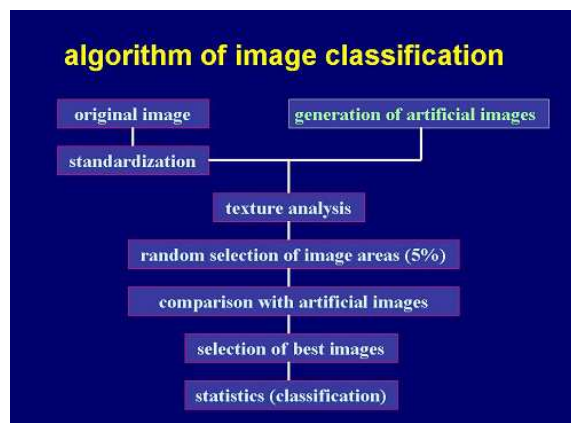 algorithm of image classification
original image
generation of artificial images
standardization
texture analysis
random selection of image areas (5%)
comparison with artificial images
selection of best images
statistics (classification)